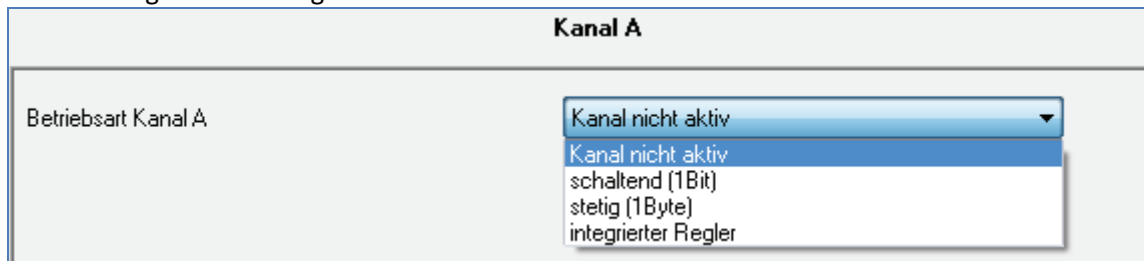 Kanal A
Betriebsart Kanal A
Kanal nicht aktiv
Kanal nicht aktiv
schaltend (1Bit)
stetig (1Byte)
integrierter Regler